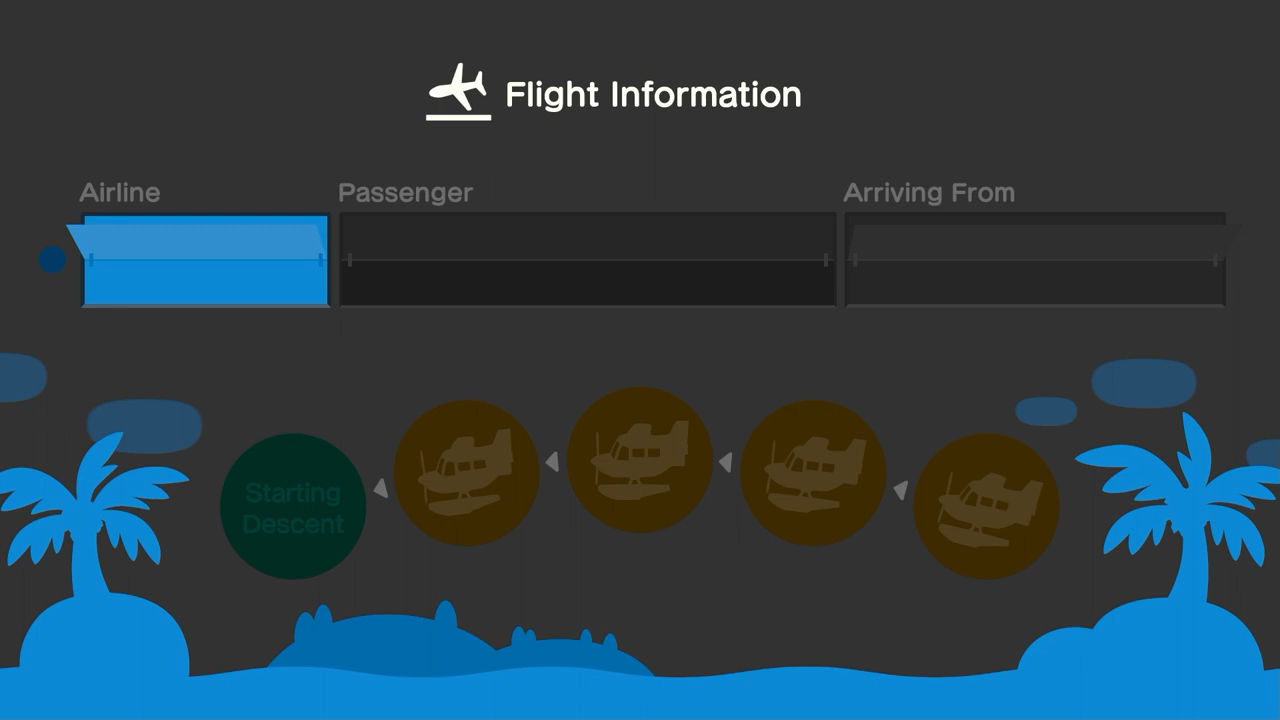 Flight Information
Airline
Passenger
Arriving From
Starting
Descent